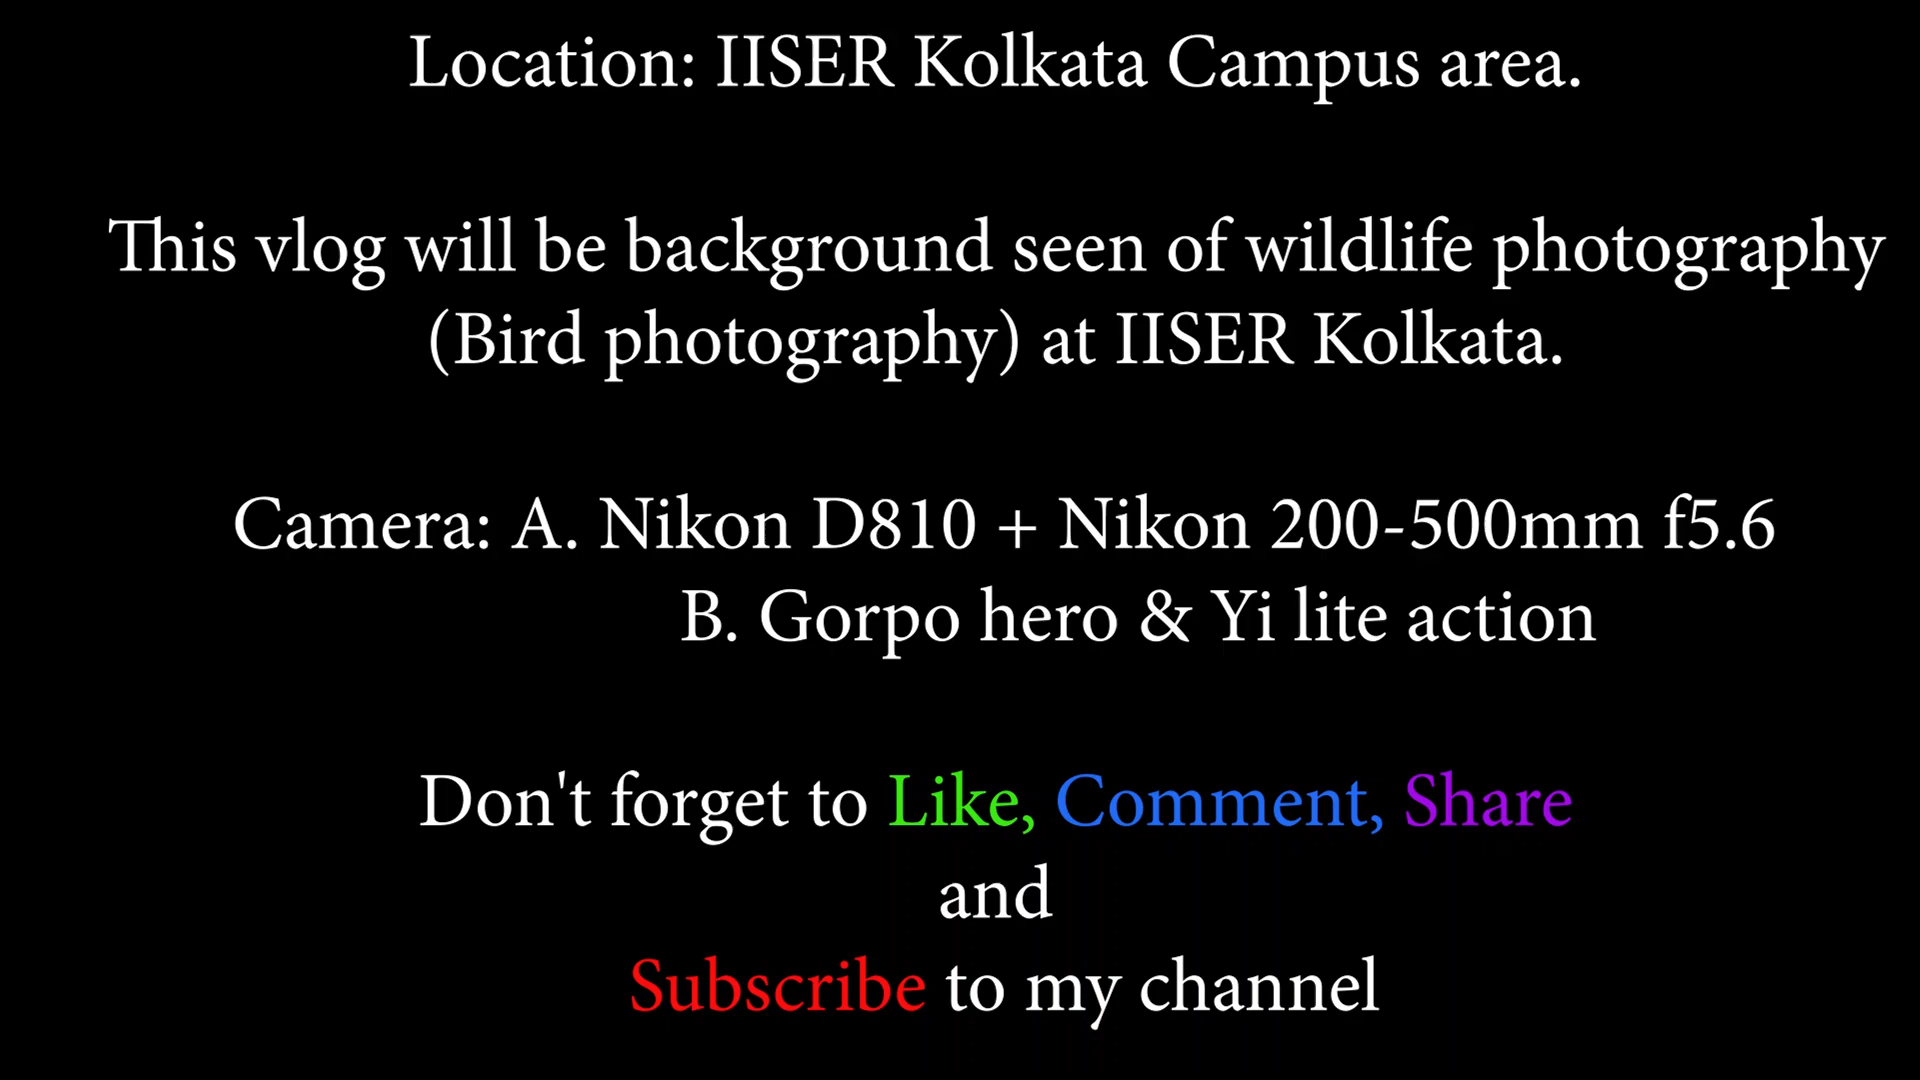 Location: IISER Kolkata Campus area.
This vlog will be background seen of wildlife photography
(Bird photography) at IISER Kolkata.
Camera: A. Nikon D810 + Nikon 200-500mm f5.6
B. Gorpo hero & Yi lite action
Don't forget to Like, Comment, Share
and
Subscribe to my channel